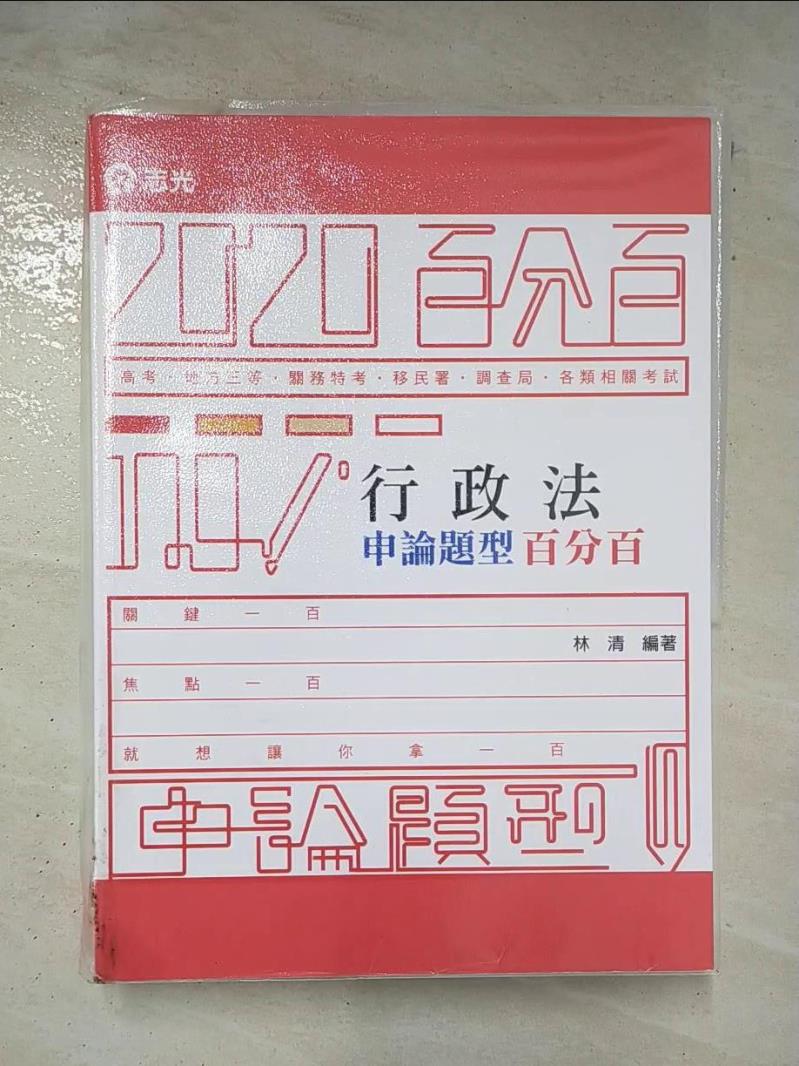 志光
2020 百分百
高考·地方三等·關務特考·移民署·調查局·各類相關考試
行政法
申論題型 百分百
關鍵一百
林 清 編著
焦點一百
就想讓你拿一百
申論題型